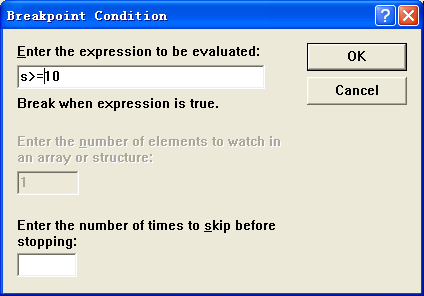 Breakpoint Condition
Enter the expression to be evaluated:
s>=10
Break when expression is true.
Enter the number of elements to watch in
an array or structure:
1
Enter the number of times to skip before
stopping:
OK
Cancel